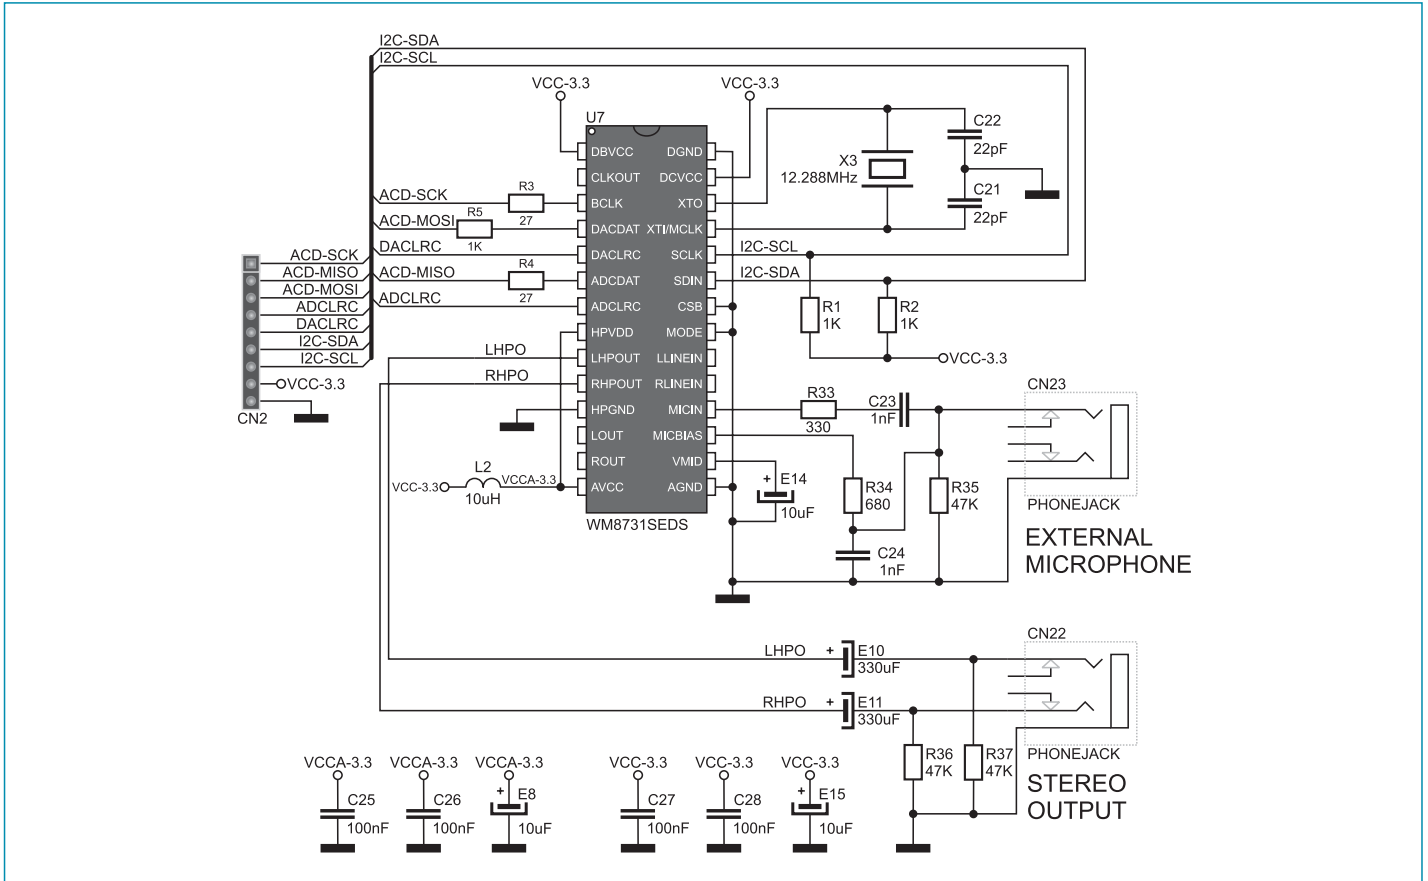 I2C-SDA
I2C-SCL
VCC-3.3
VCC-3.3
U7
DBVCC
CLKOUT
BCLK
DACDAT
DACLRC
ADCDAT
ADCLRC
HPVDD
LHPOUT
RHPOUT
HPGND
LOUT
ROUT
AVCC
DGND
DCVCC
XTO
XTI/MCLK
SCLK
SDIN
CSB
MODE
LLINEIN
RLINEIN
MICIN
MICBIAS
VMID
AGND
WM8731SEDS
ACD-SCK
R3
27
ACD-MOSI
R5
1K
DACLRC
ACD-MISO
R4
27
ADCLRC
ACD-SCK
ACD-MISO
ACD-MOSI
ADCLRC
DACLRC
I2C-SDA
I2C-SCL
VCC-3.3
CN2
LHPO
RHPO
VCC-3.3
L2
10uH
VCCA-3.3
X3
12.288MHz
C22
22pF
C21
22pF
I2C-SCL
I2C-SDA
R1
1K
R2
1K
VCC-3.3
R33
330
C23
1nF
+
E14
10uF
R34
680
R35
47K
C24
1nF
CN23
PHONEJACK
EXTERNAL
MICROPHONE
LHPO
+
E10
330uF
RHPO
+
E11
330uF
R36
47K
R37
47K
CN22
PHONEJACK
STEREO
OUTPUT
VCCA-3.3
C25
100nF
VCCA-3.3
C26
100nF
VCCA-3.3
+
E8
10uF
VCC-3.3
C27
100nF
VCC-3.3
C28
100nF
VCC-3.3
+
E15
10uF